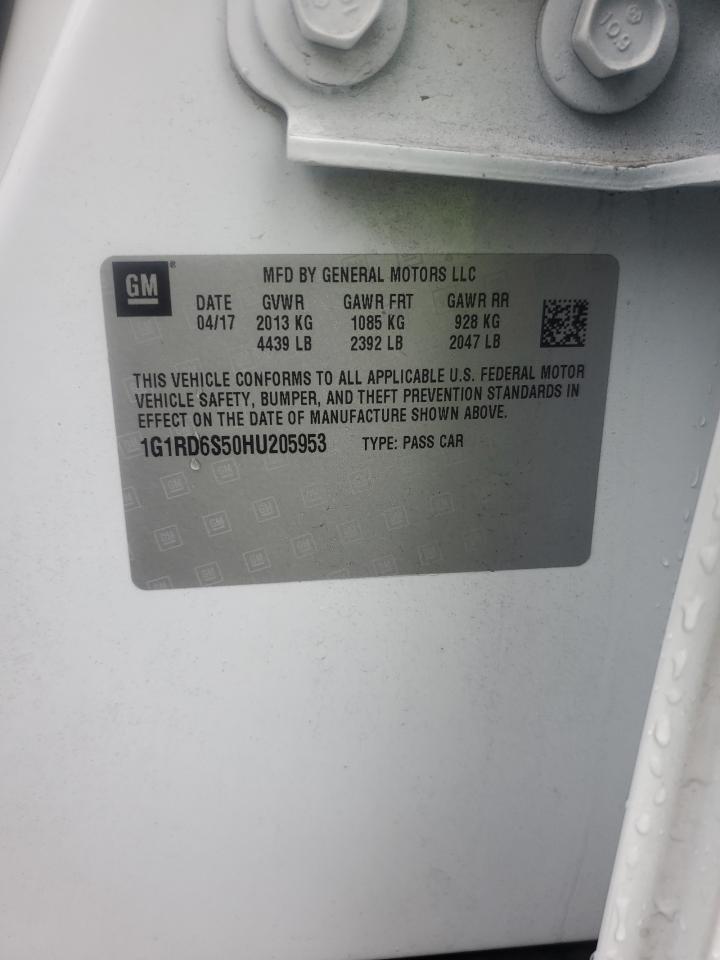 10.9
GM ®
MFD BY GENERAL MOTORS LLC
DATE GVWR GAWR FRT GAWR RR
04/17 2013 KG 1085 KG 928 KG
4439 LB 2392 LB 2047 LB
THIS VEHICLE CONFORMS TO ALL APPLICABLE U.S. FEDERAL MOTOR
VEHICLE SAFETY, BUMPER, AND THEFT PREVENTION STANDARDS IN
EFFECT ON THE DATE OF MANUFACTURE SHOWN ABOVE.
1G1RD6S50HU205953 TYPE: PASS CAR